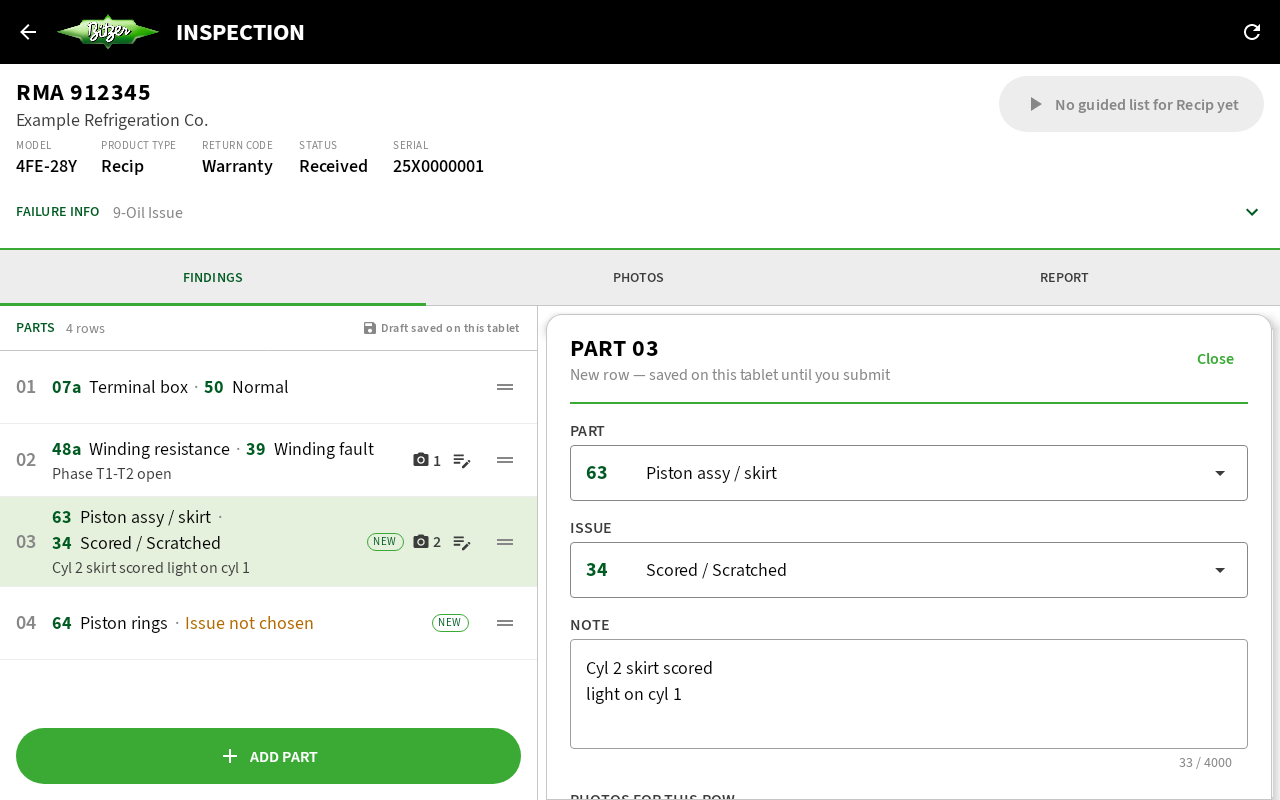 Bitzer
INSPECTION
RMA 912345
Example Refrigeration Co.
No guided list for Recip yet
MODEL PRODUCT TYPE RETURN CODE STATUS SERIAL
4FE-28Y Recip Warranty Received 25X0000001
FAILURE INFO 9-Oil Issue
FINDINGS PHOTOS REPORT
PARTS 4 rows Draft saved on this tablet
01 07a Terminal box · 50 Normal
02 48a Winding resistance · 39 Winding fault 1
Phase T1-T2 open
03 63 Piston assy / skirt ·
34 Scored / Scratched NEW 2
Cyl 2 skirt scored light on cyl 1
04 64 Piston rings · Issue not chosen NEW
ADD PART
PART 03
New row — saved on this tablet until you submit
Close
PART
63 Piston assy / skirt
ISSUE
34 Scored / Scratched
NOTE
Cyl 2 skirt scored
light on cyl 1
33 / 4000
PHOTOS FOR THIS ROW